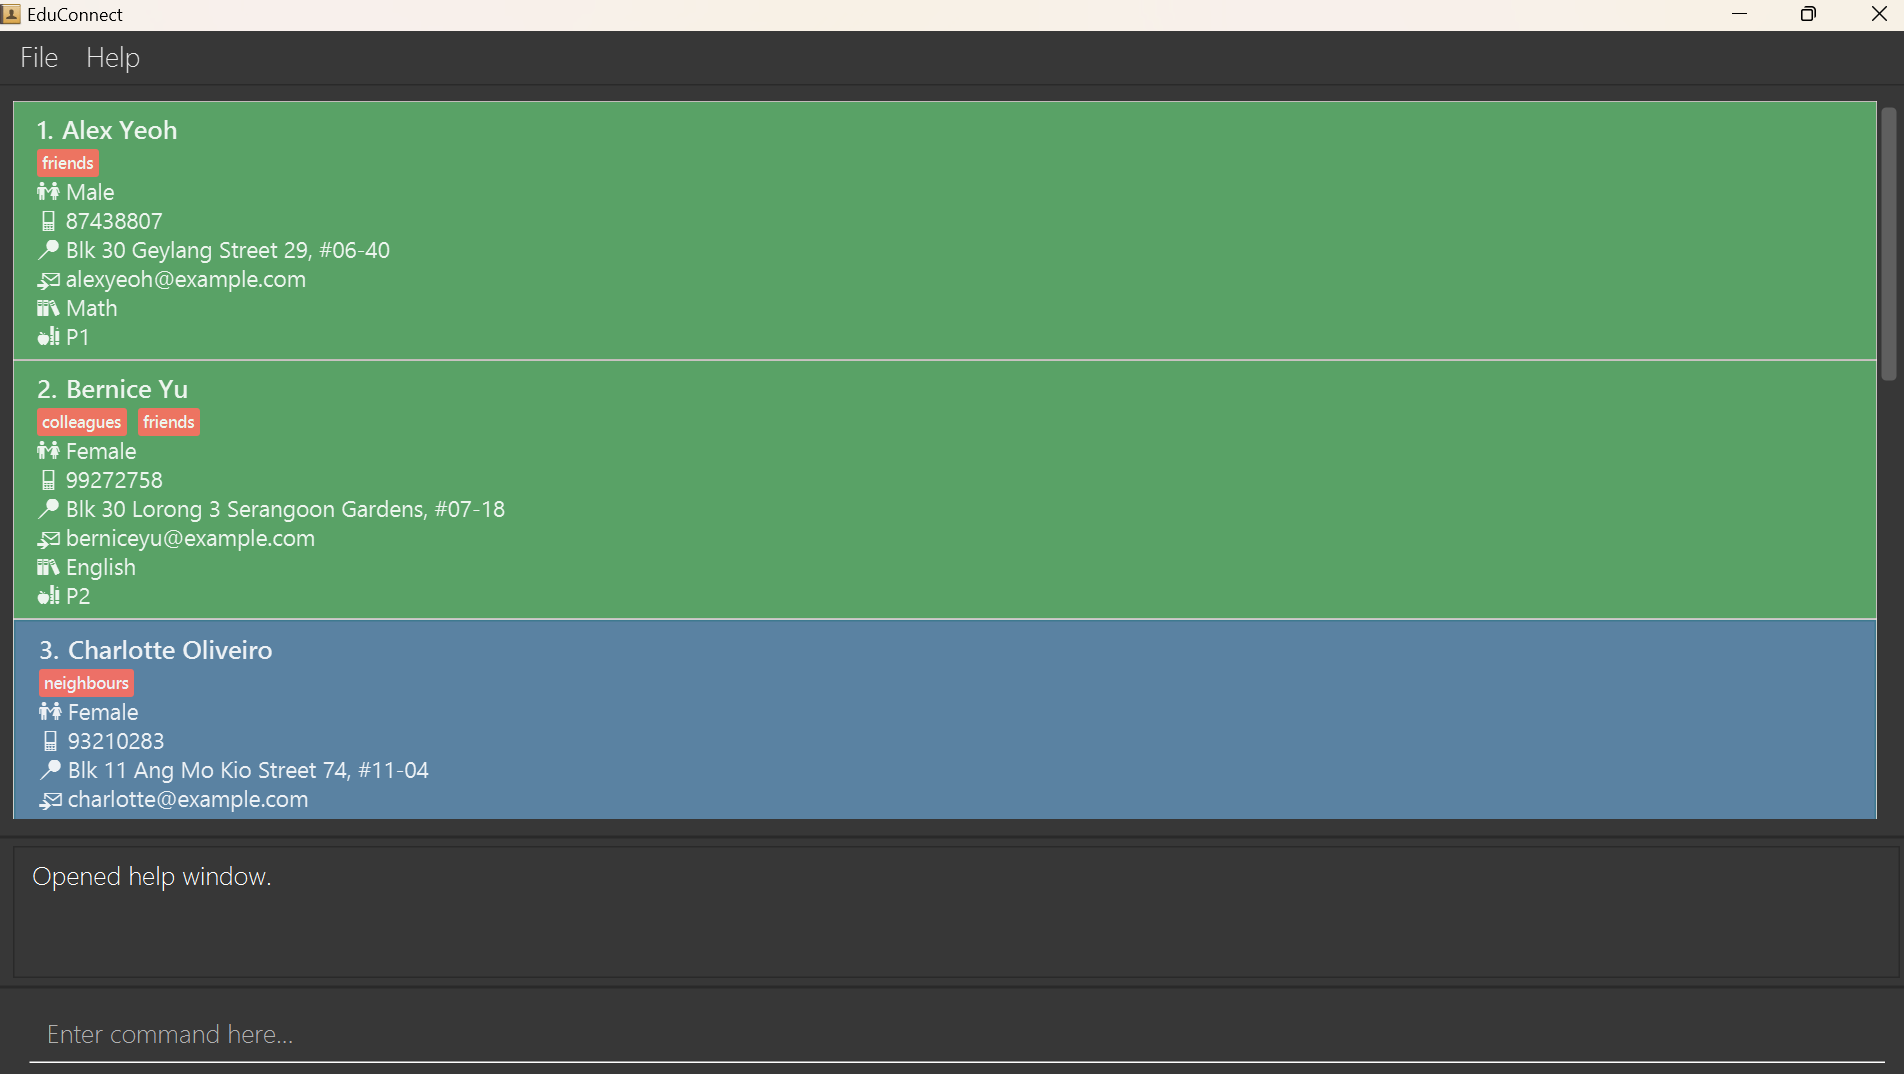 EduConnect
File Help
1. Alex Yeoh
friends
Male
87438807
Blk 30 Geylang Street 29, #06-40
alexyeoh@example.com
Math
P1
2. Bernice Yu
colleagues friends
Female
99272758
Blk 30 Lorong 3 Serangoon Gardens, #07-18
berniceyu@example.com
English
P2
3. Charlotte Oliveiro
neighbours
Female
93210283
Blk 11 Ang Mo Kio Street 74, #11-04
charlotte@example.com
Opened help window.
Enter command here...